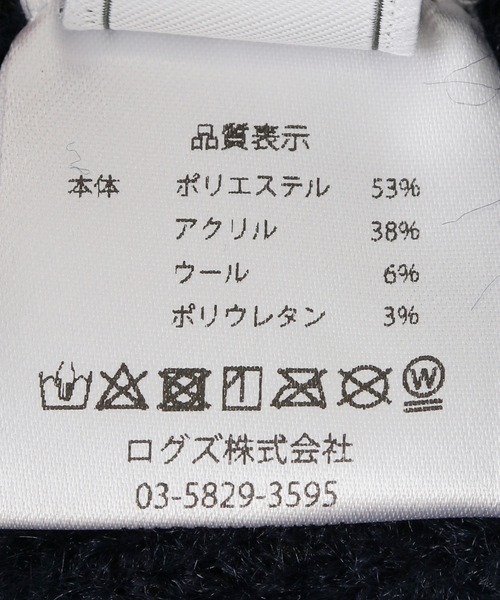 品質表示
本体 ポリエステル 53%
アクリル 38%
ウール 6%
ポリウレタン 3%
W
ログズ株式会社
03-5829-3595